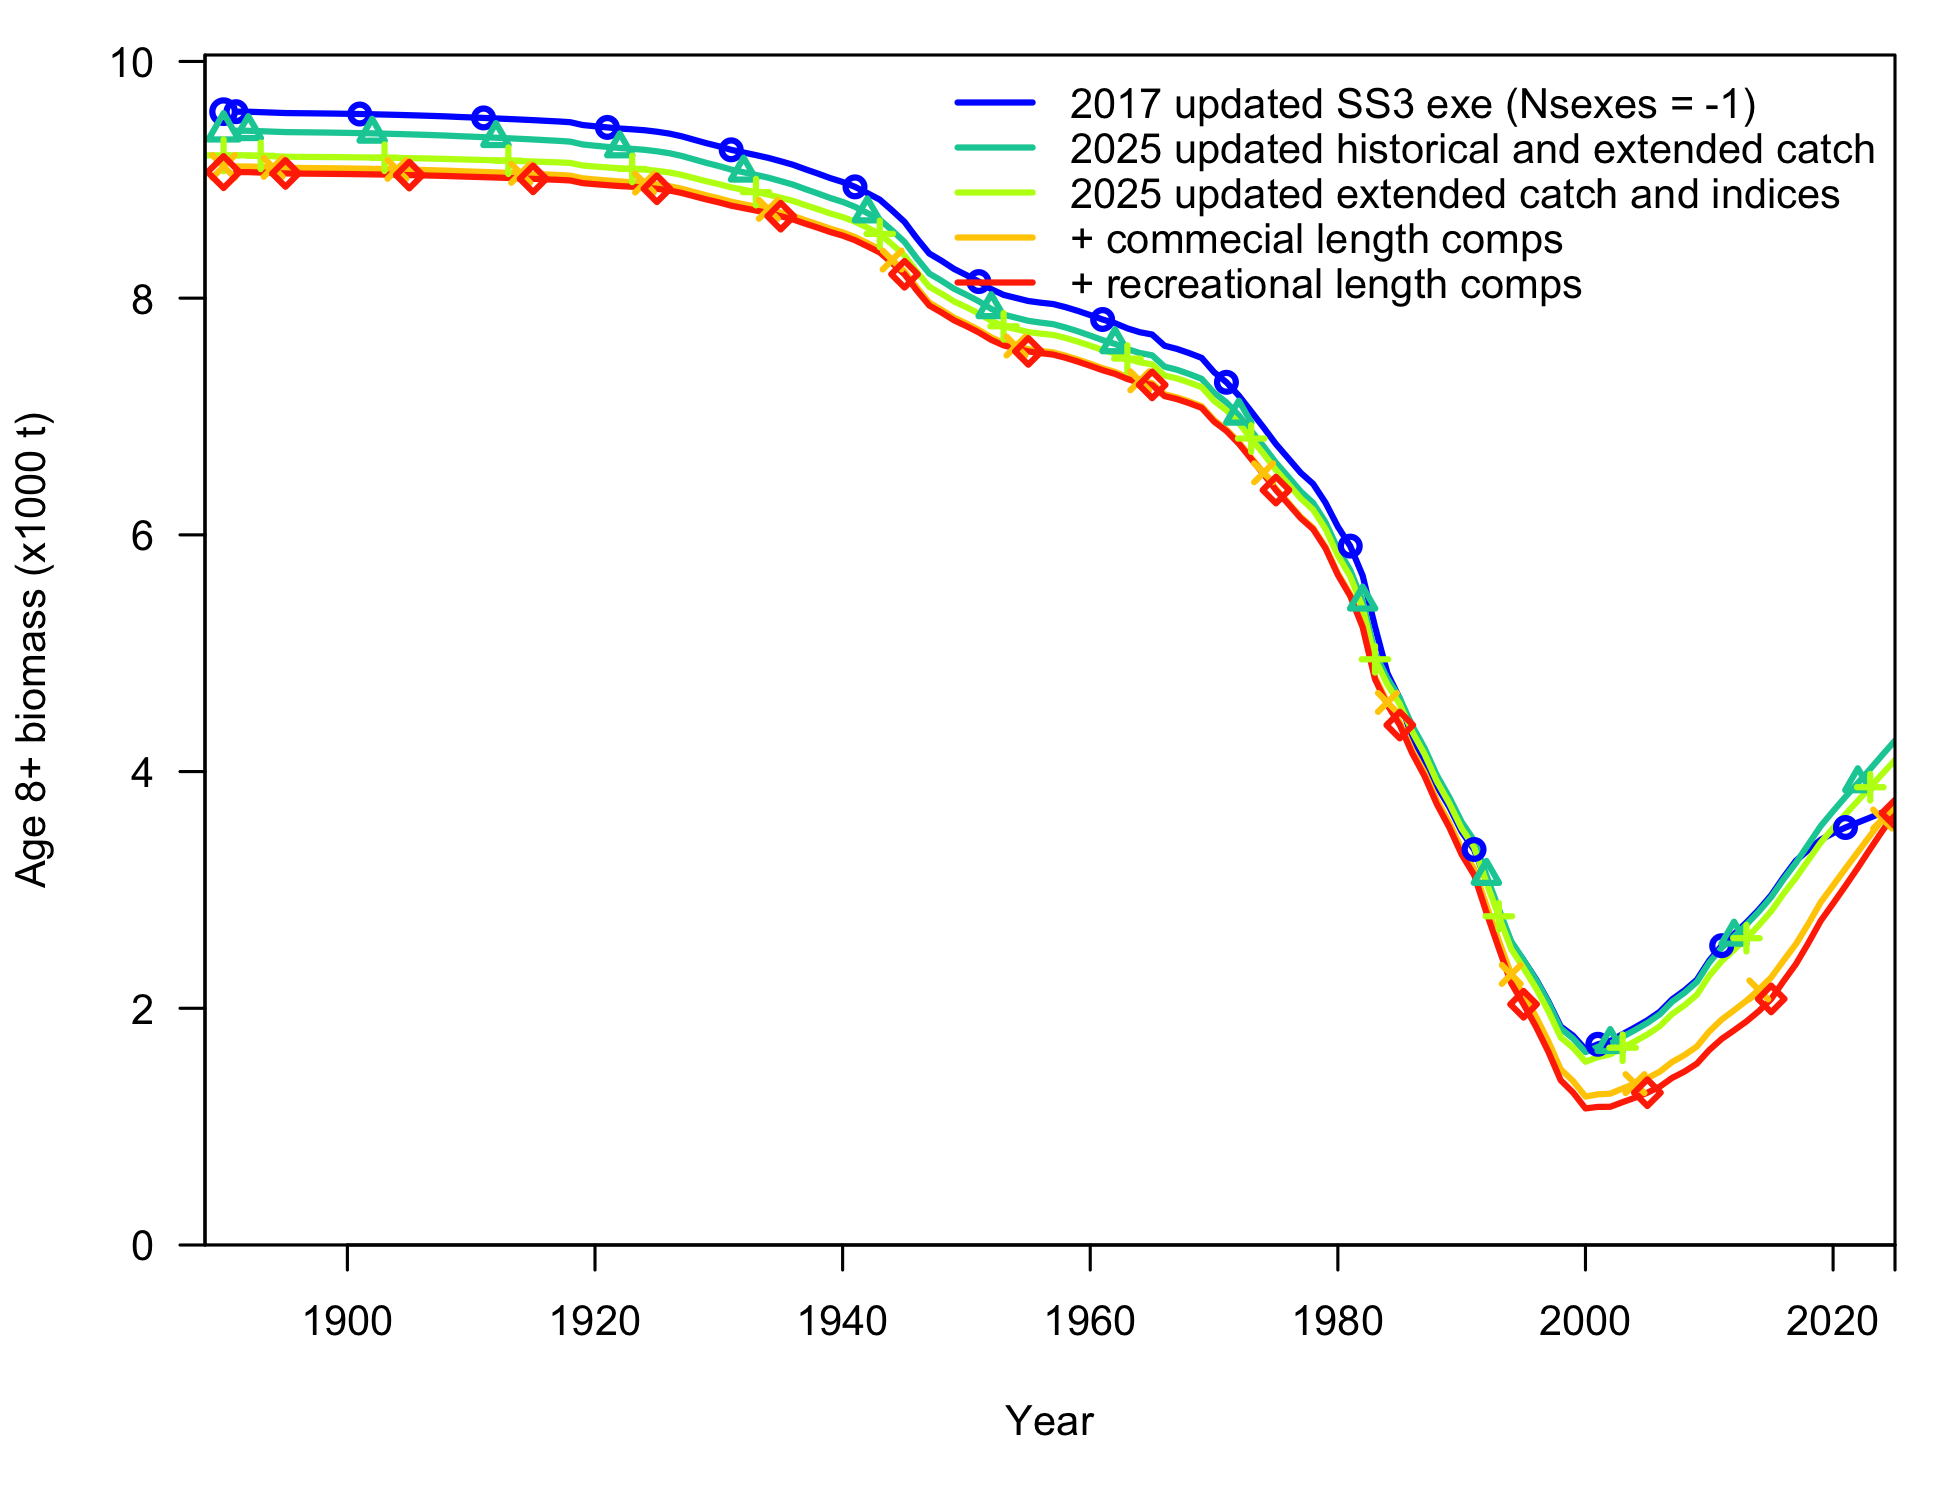 10
8
6
4
2
0
Age 8+ biomass (x1000 t)
2017 updated SS3 exe (Nsexes = -1)
2025 updated historical and extended catch
2025 updated extended catch and indices
+ commecial length comps
+ recreational length comps
1900 1920 1940 1960 1980 2000 2020
Year